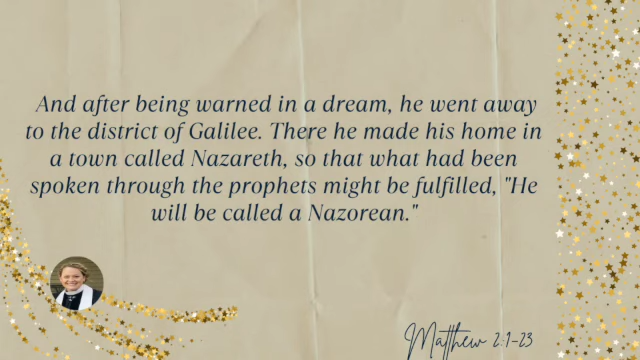 And after being warned in a dream, he went away
to the district of Galilee. There he made his home in
a town called Nazareth, so that what had been
spoken through the prophets might be fulfilled, "He
will be called a Nazorean."
Matthew 2:1-23